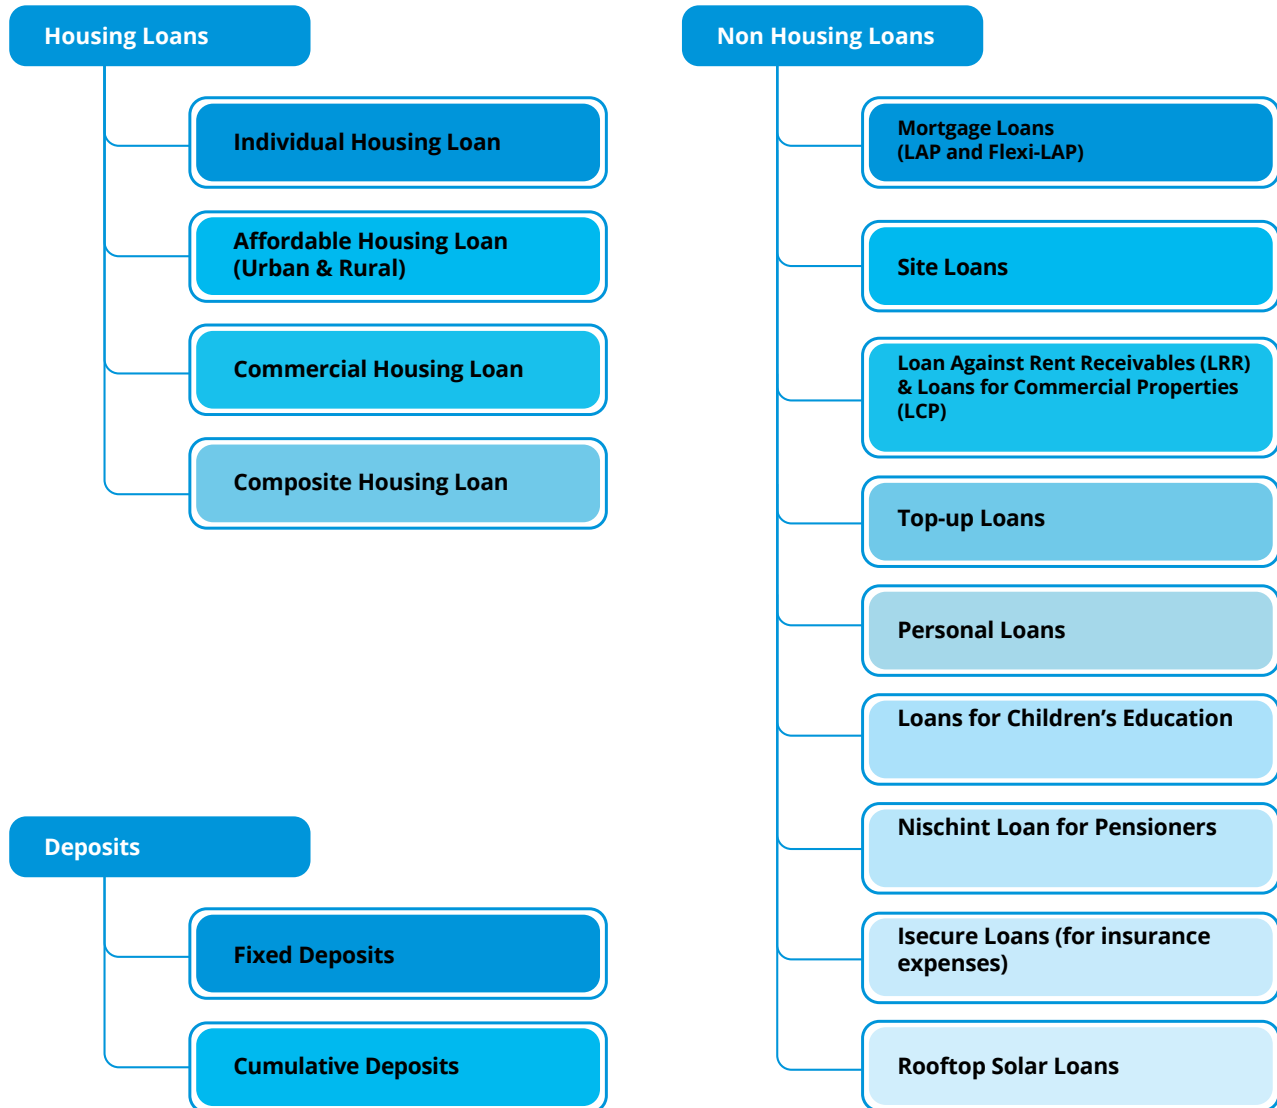 Housing Loans
Individual Housing Loan
Affordable Housing Loan
(Urban & Rural)
Commercial Housing Loan
Composite Housing Loan
Deposits
Fixed Deposits
Cumulative Deposits
Non Housing Loans
Mortgage Loans
(LAP and Flexi-LAP)
Site Loans
Loan Against Rent Receivables (LRR)
& Loans for Commercial Properties
(LCP)
Top-up Loans
Personal Loans
Loans for Children’s Education
Nischint Loan for Pensioners
Isecure Loans (for insurance
expenses)
Rooftop Solar Loans